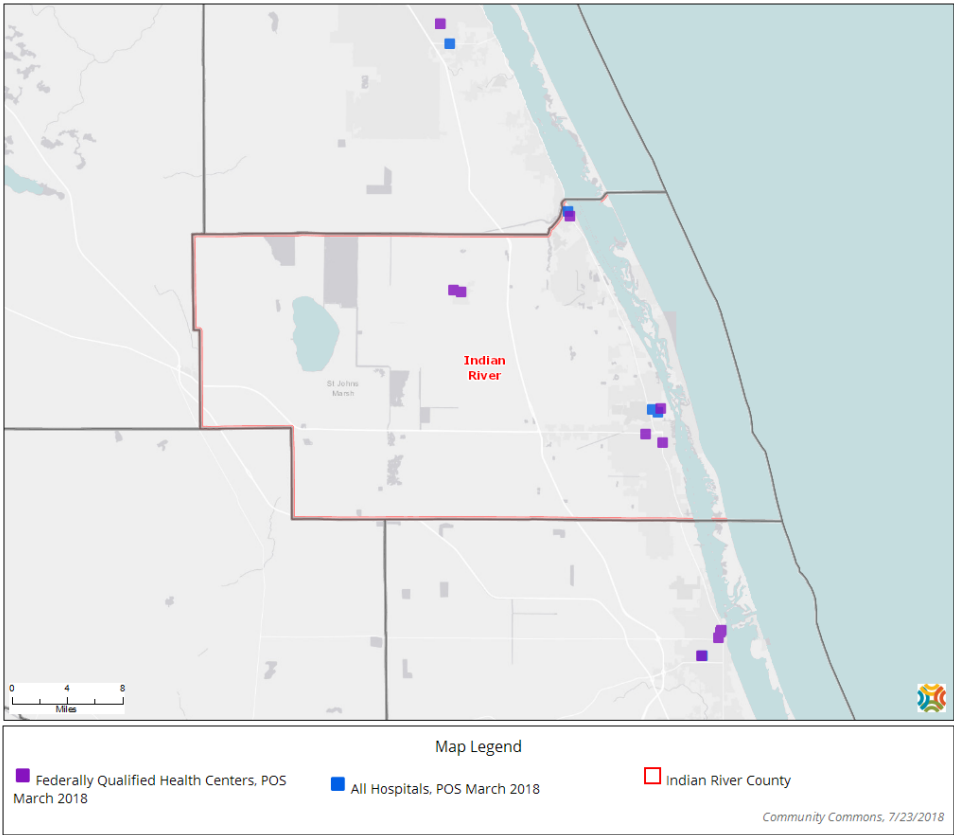 Indian
River
St Johns
Marsh
0 4 8
Miles
Map Legend
Federally Qualified Health Centers, POS
March 2018
All Hospitals, POS March 2018
Indian River County
Community Commons, 7/23/2018